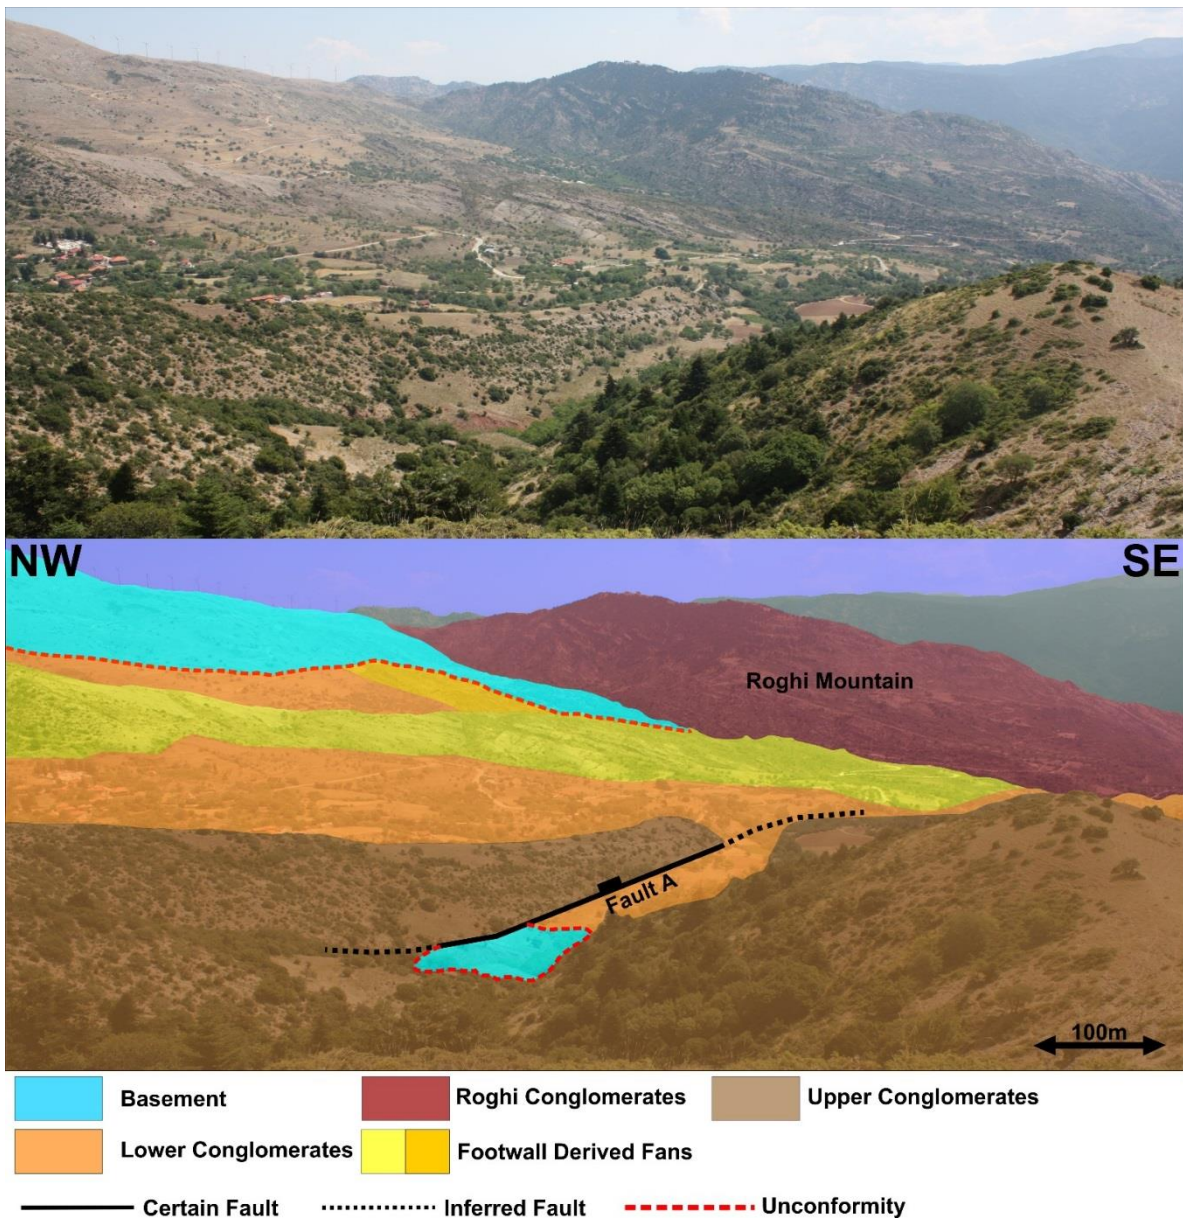 NW
SE
Roghi Mountain
Fault A
100m
Basement
Roghi Conglomerates
Upper Conglomerates
Lower Conglomerates
Footwall Derived Fans
Certain Fault
Inferred Fault
Unconformity